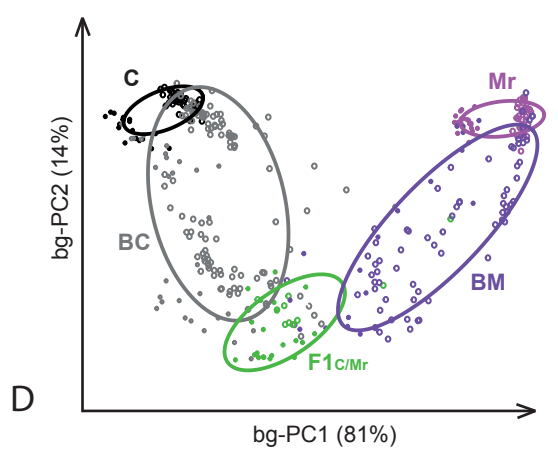 C
Mr
bg-PC2 (14%)
BC
BM
F1C/Mr
D
bg-PC1 (81%)